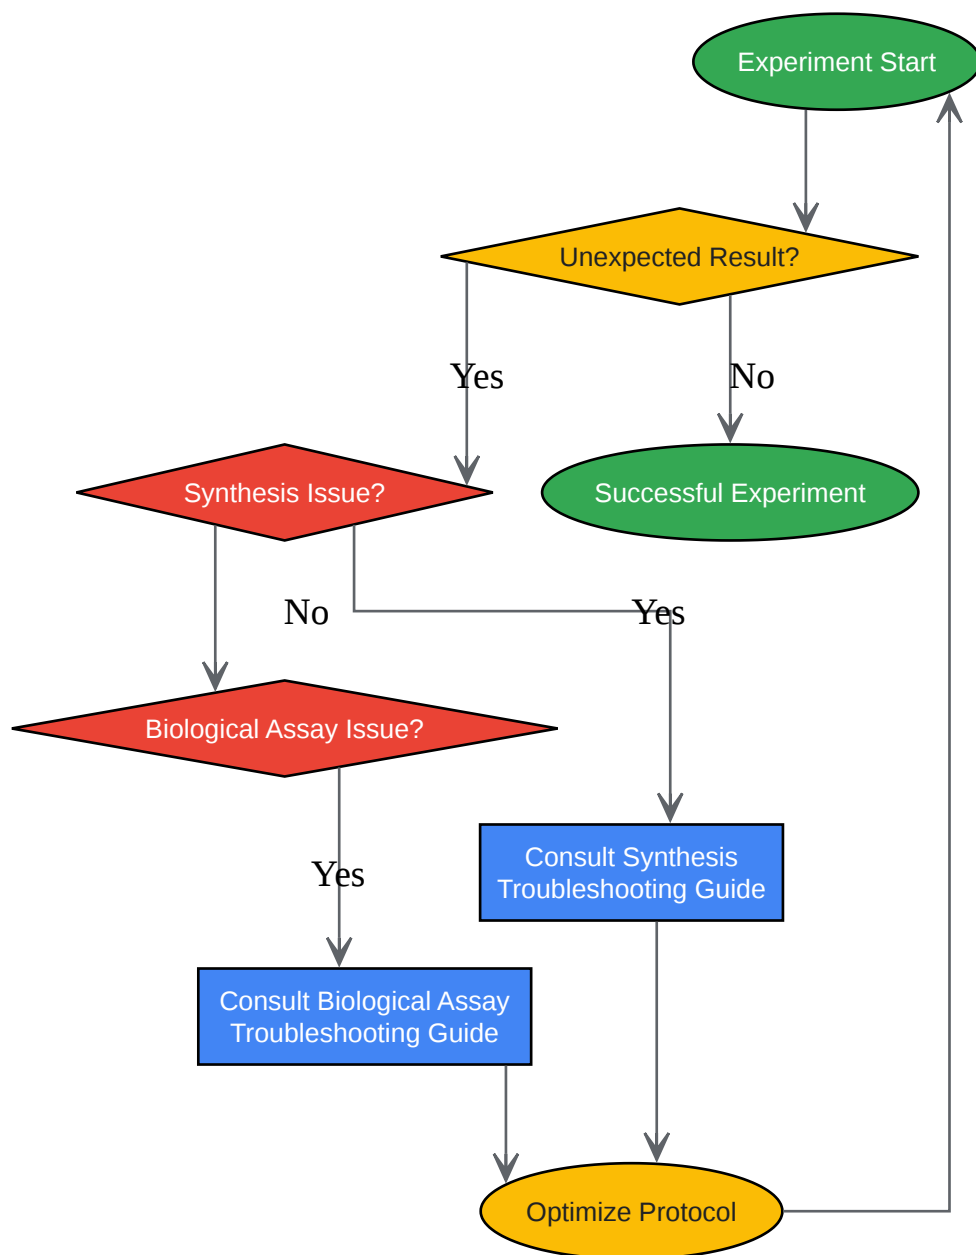 Experiment Start
Unexpected Result?
Yes
No
Synthesis Issue?
Successful Experiment
No
Yes
Biological Assay Issue?
Consult Synthesis
Troubleshooting Guide
Yes
Consult Biological Assay
Troubleshooting Guide
Optimize Protocol